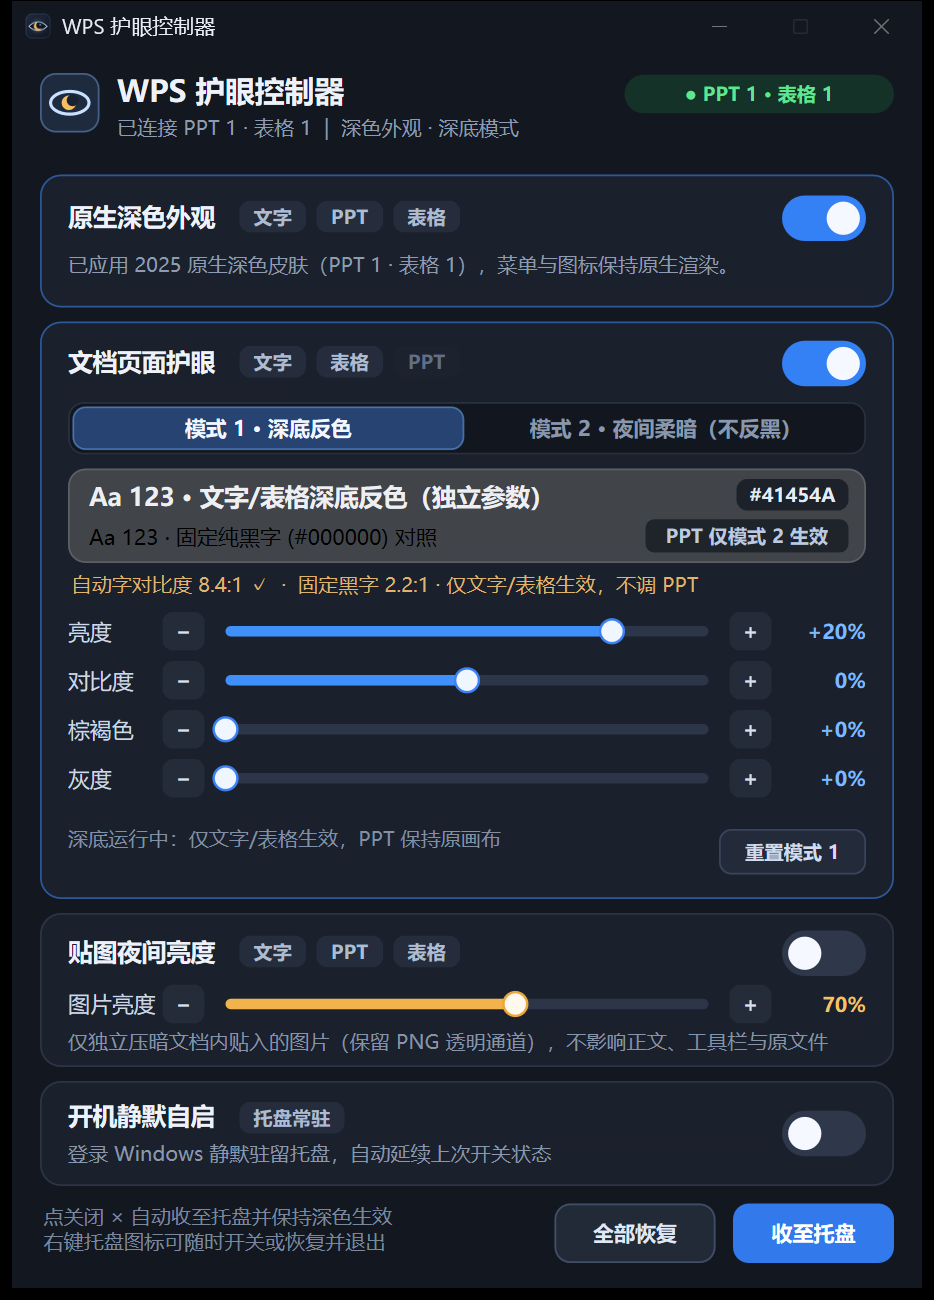 WPS 护眼控制器
WPS 护眼控制器
● PPT 1 • 表格 1
已连接 PPT 1 · 表格 1 | 深色外观 · 深底模式
原生深色外观 文字 PPT 表格
已应用 2025 原生深色皮肤（PPT 1 · 表格 1），菜单与图标保持原生渲染。
文档页面护眼 文字 表格 PPT
模式 1 • 深底反色 模式 2 • 夜间柔暗（不反黑）
Aa 123 • 文字/表格深底反色（独立参数） #41454A
Aa 123 · 固定纯黑字 (#000000) 对照 PPT 仅模式 2 生效
自动字对比度 8.4:1 ✓ · 固定黑字 2.2:1 · 仅文字/表格生效，不调 PPT
亮度 − + +20%
对比度 − + 0%
棕褐色 − + +0%
灰度 − + +0%
深底运行中：仅文字/表格生效，PPT 保持原画布
重置模式 1
贴图夜间亮度 文字 PPT 表格
图片亮度 − + 70%
仅独立压暗文档内贴入的图片（保留 PNG 透明通道），不影响正文、工具栏与原文件
开机静默自启 托盘常驻
登录 Windows 静默驻留托盘，自动延续上次开关状态
点关闭 × 自动收至托盘并保持深色生效
右键托盘图标可随时开关或恢复并退出
全部恢复 收至托盘